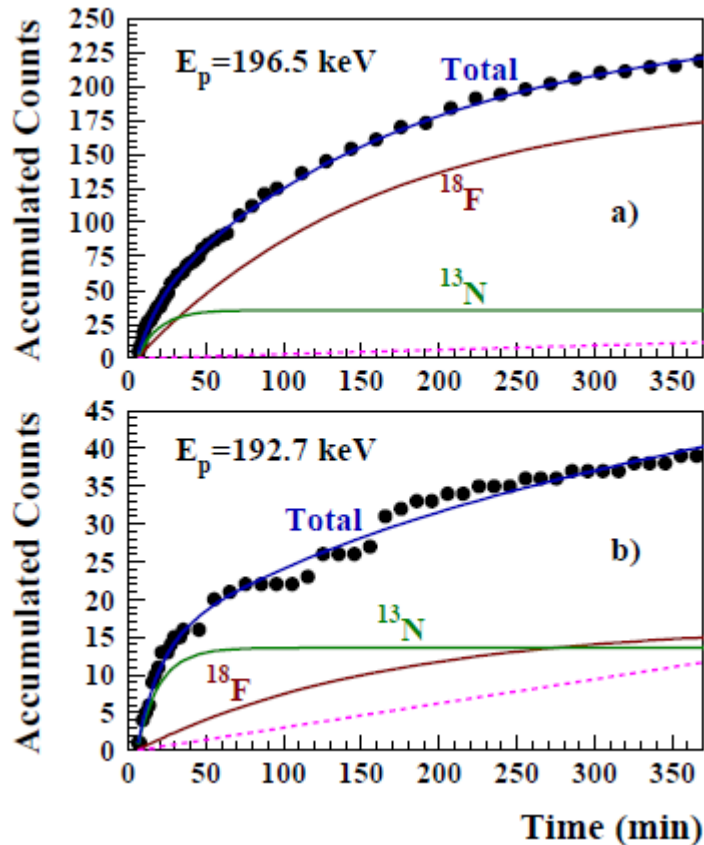 Accumulated Counts
250
225
200
175
150
125
100
75
50
25
0
E_p=196.5 keV
Total
¹⁸F
a)
¹³N
0 50 100 150 200 250 300 350
Accumulated Counts
45
40
35
30
25
20
15
10
5
0
E_p=192.7 keV
Total
b)
¹³N
¹⁸F
0 50 100 150 200 250 300 350
Time (min)